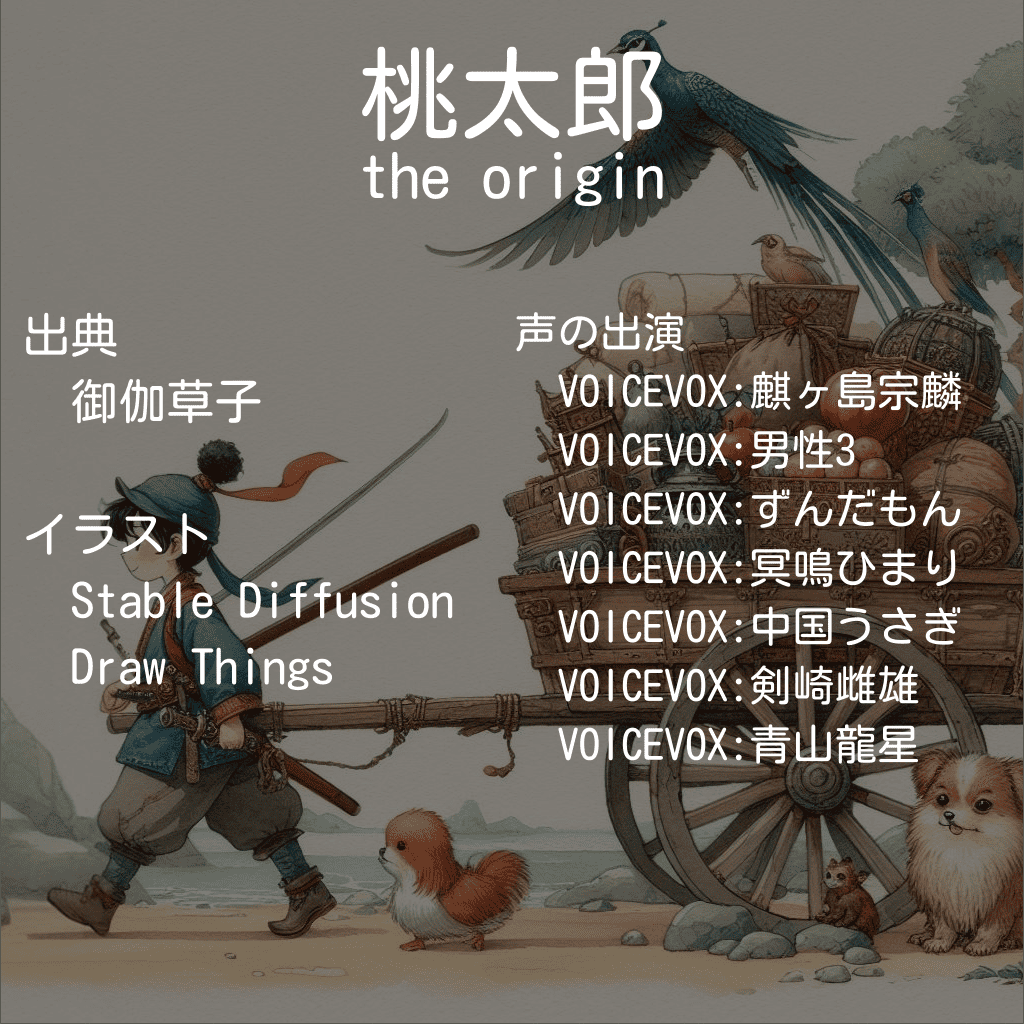 桃太郎
the origin
出典
御伽草子
イラスト
Stable Diffusion
Draw Things
声の出演
VOICEVOX:麒ヶ島宗麟
VOICEVOX:男性3
VOICEVOX:ずんだもん
VOICEVOX:冥鳴ひまり
VOICEVOX:中国うさぎ
VOICEVOX:剣崎雌雄
VOICEVOX:青山龍星